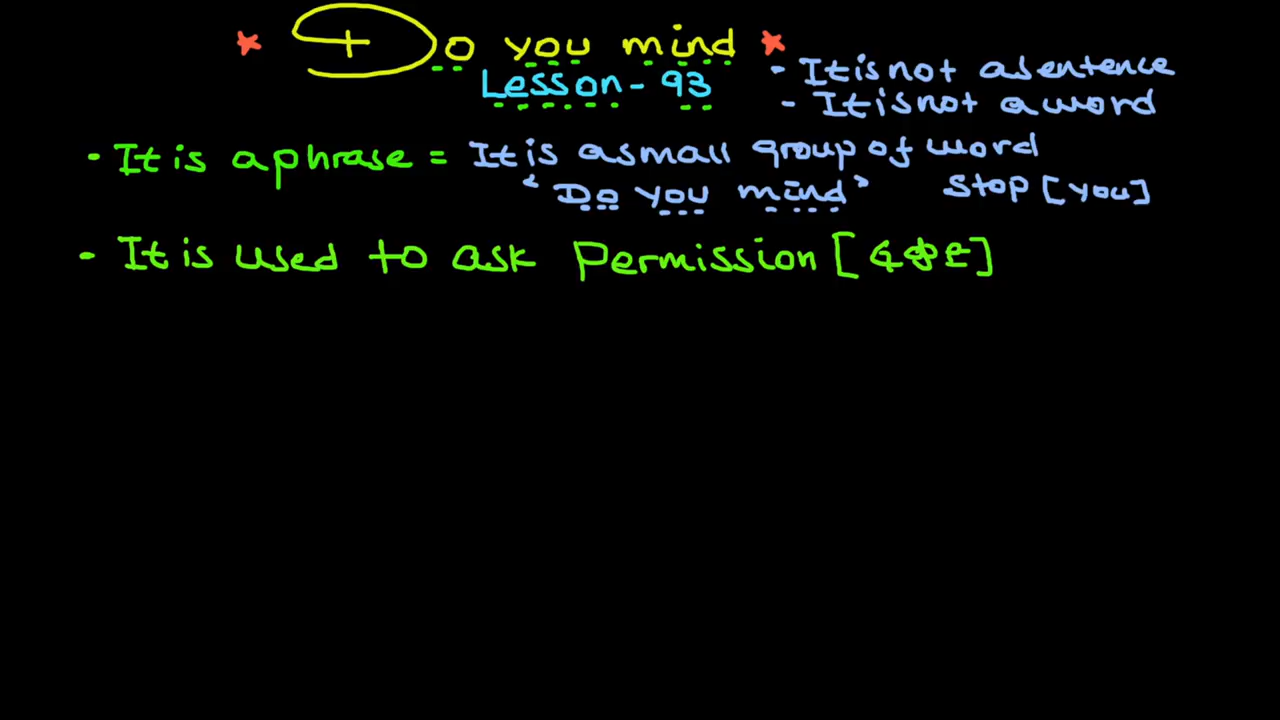 * Do you mind *
Lesson - 93
- It is not a sentence
- It is not a word
• It is a phrase = It is a small group of word
"Do you mind" Stop [you]
• It is used to ask Permission [